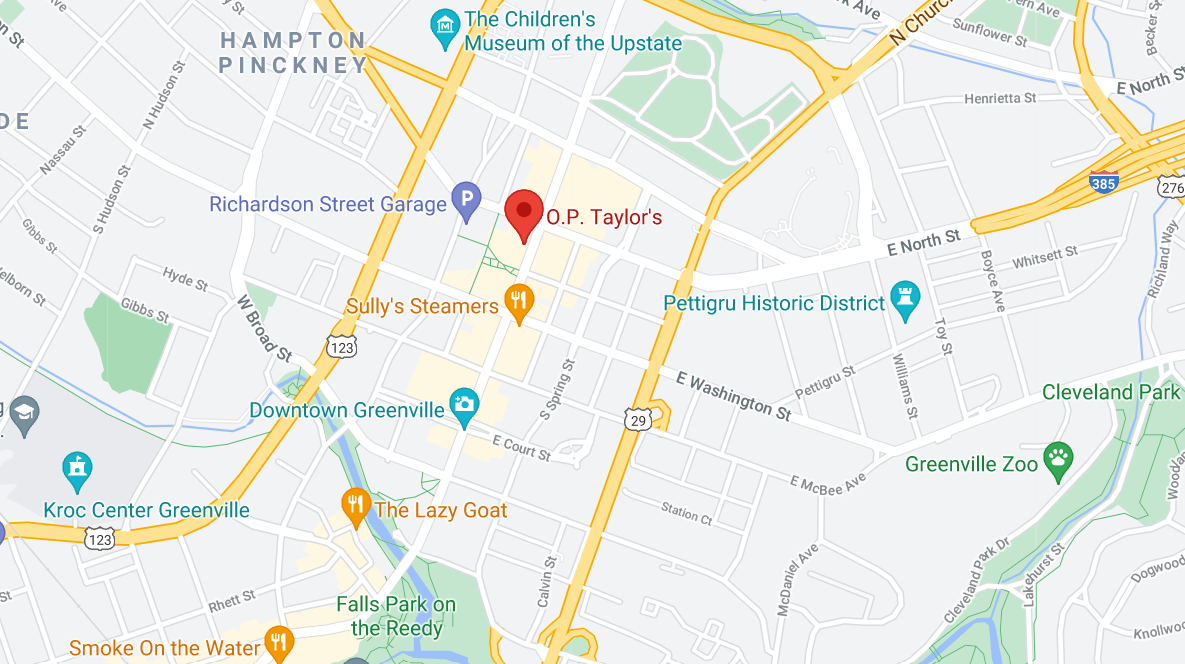 The Children's
Museum of the Upstate
N Church
Sunflower St
HAMPTON
PINCKNEY
E North St
Henrietta St
N Hudson St
Nassau St
S Hudson St
385
276
Richardson Street Garage
P
O.P. Taylor's
E North St
Gibbs St
Hyde St
Gibbs St
Boyce Ave
Whitsett St
Richland Way
Sully's Steamers
Pettigru Historic District
W Broad St
Toy St
123
Williams St
Pettigru St
E Washington St
S Spring St
Cleveland Park
Downtown Greenville
29
E Court St
Greenville Zoo
E McBee Ave
Kroc Center Greenville
The Lazy Goat
Station Ct
123
McDaniel Ave
Cleveland Park Dr
Lakehurst St
Calvin St
Rhett St
Falls Park on
the Reedy
Smoke On the Water